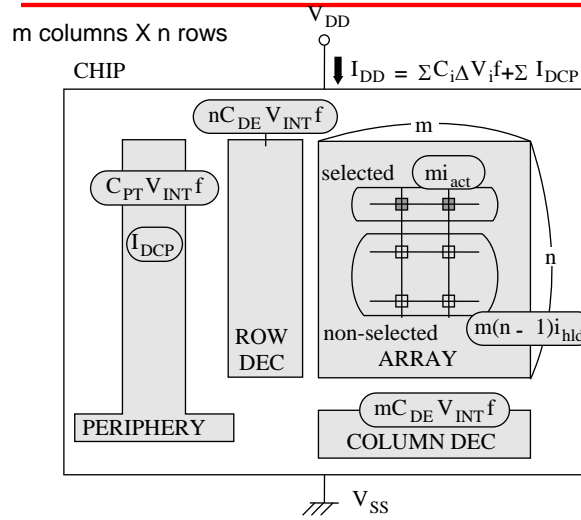 V_DD
m columns X n rows
I_DD = ΣC_iΔV_if+Σ I_DCP
CHIP
nC_DE V_INT f
m
C_PT V_INT f
selected
mi_act
I_DCP
n
non-selected
m(n - 1)i_hld
ROW
DEC
ARRAY
mC_DE V_INT f
PERIPHERY
COLUMN DEC
V_SS